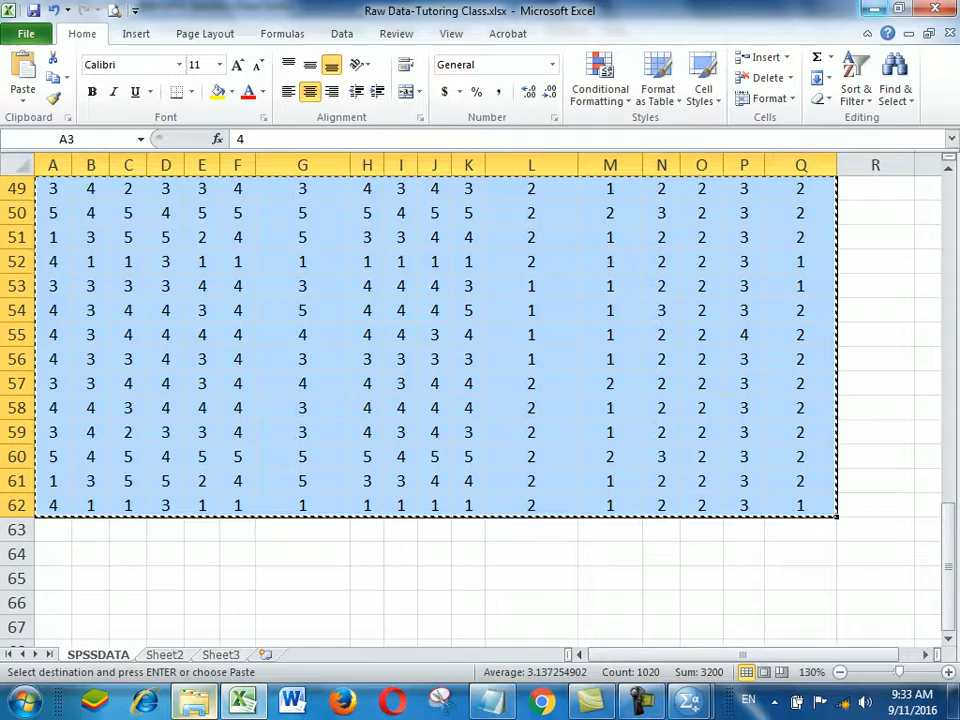 Raw Data-Tutoring Class.xlsx - Microsoft Excel
File Home Insert Page Layout Formulas Data Review View Acrobat
Paste
Calibri 11
B I U A
General
$ % ,
Conditional Formatting
Format as Table
Cell Styles
Insert
Delete
Format
Σ
Sort & Filter
Find & Select
Clipboard Font Alignment Number Styles Cells Editing
A3 fx 4
A B C D E F G H I J K L M N O P Q R
49 3 4 2 3 3 4 3 4 3 4 3 2 1 2 2 3 2
50 5 4 5 4 5 5 5 5 4 5 5 2 2 3 2 3 2
51 1 3 5 5 2 4 5 3 3 4 4 2 1 2 2 3 2
52 4 1 1 3 1 1 1 1 1 1 1 2 1 2 2 3 1
53 3 3 3 3 4 4 3 4 4 4 3 1 1 2 2 3 1
54 4 3 4 4 3 4 5 4 4 4 5 1 1 3 2 3 2
55 4 3 4 4 4 4 4 4 4 3 4 1 1 2 2 4 2
56 4 3 3 4 3 4 3 3 3 3 3 1 1 2 2 3 2
57 3 3 4 4 3 4 4 4 3 4 4 2 2 2 2 3 2
58 4 4 3 4 4 4 3 4 4 4 4 2 1 2 2 3 2
59 3 4 2 3 3 4 3 4 3 4 3 2 1 2 2 3 2
60 5 4 5 4 5 5 5 5 4 5 5 2 2 3 2 3 2
61 1 3 5 5 2 4 5 3 3 4 4 2 1 2 2 3 2
62 4 1 1 3 1 1 1 1 1 1 1 2 1 2 2 3 1
63
64
65
66
67
SPSSDATA Sheet2 Sheet3
Select destination and press ENTER or choose Paste Average: 3.137254902 Count: 1020 Sum: 3200 130%
EN 9:33 AM
9/11/2016